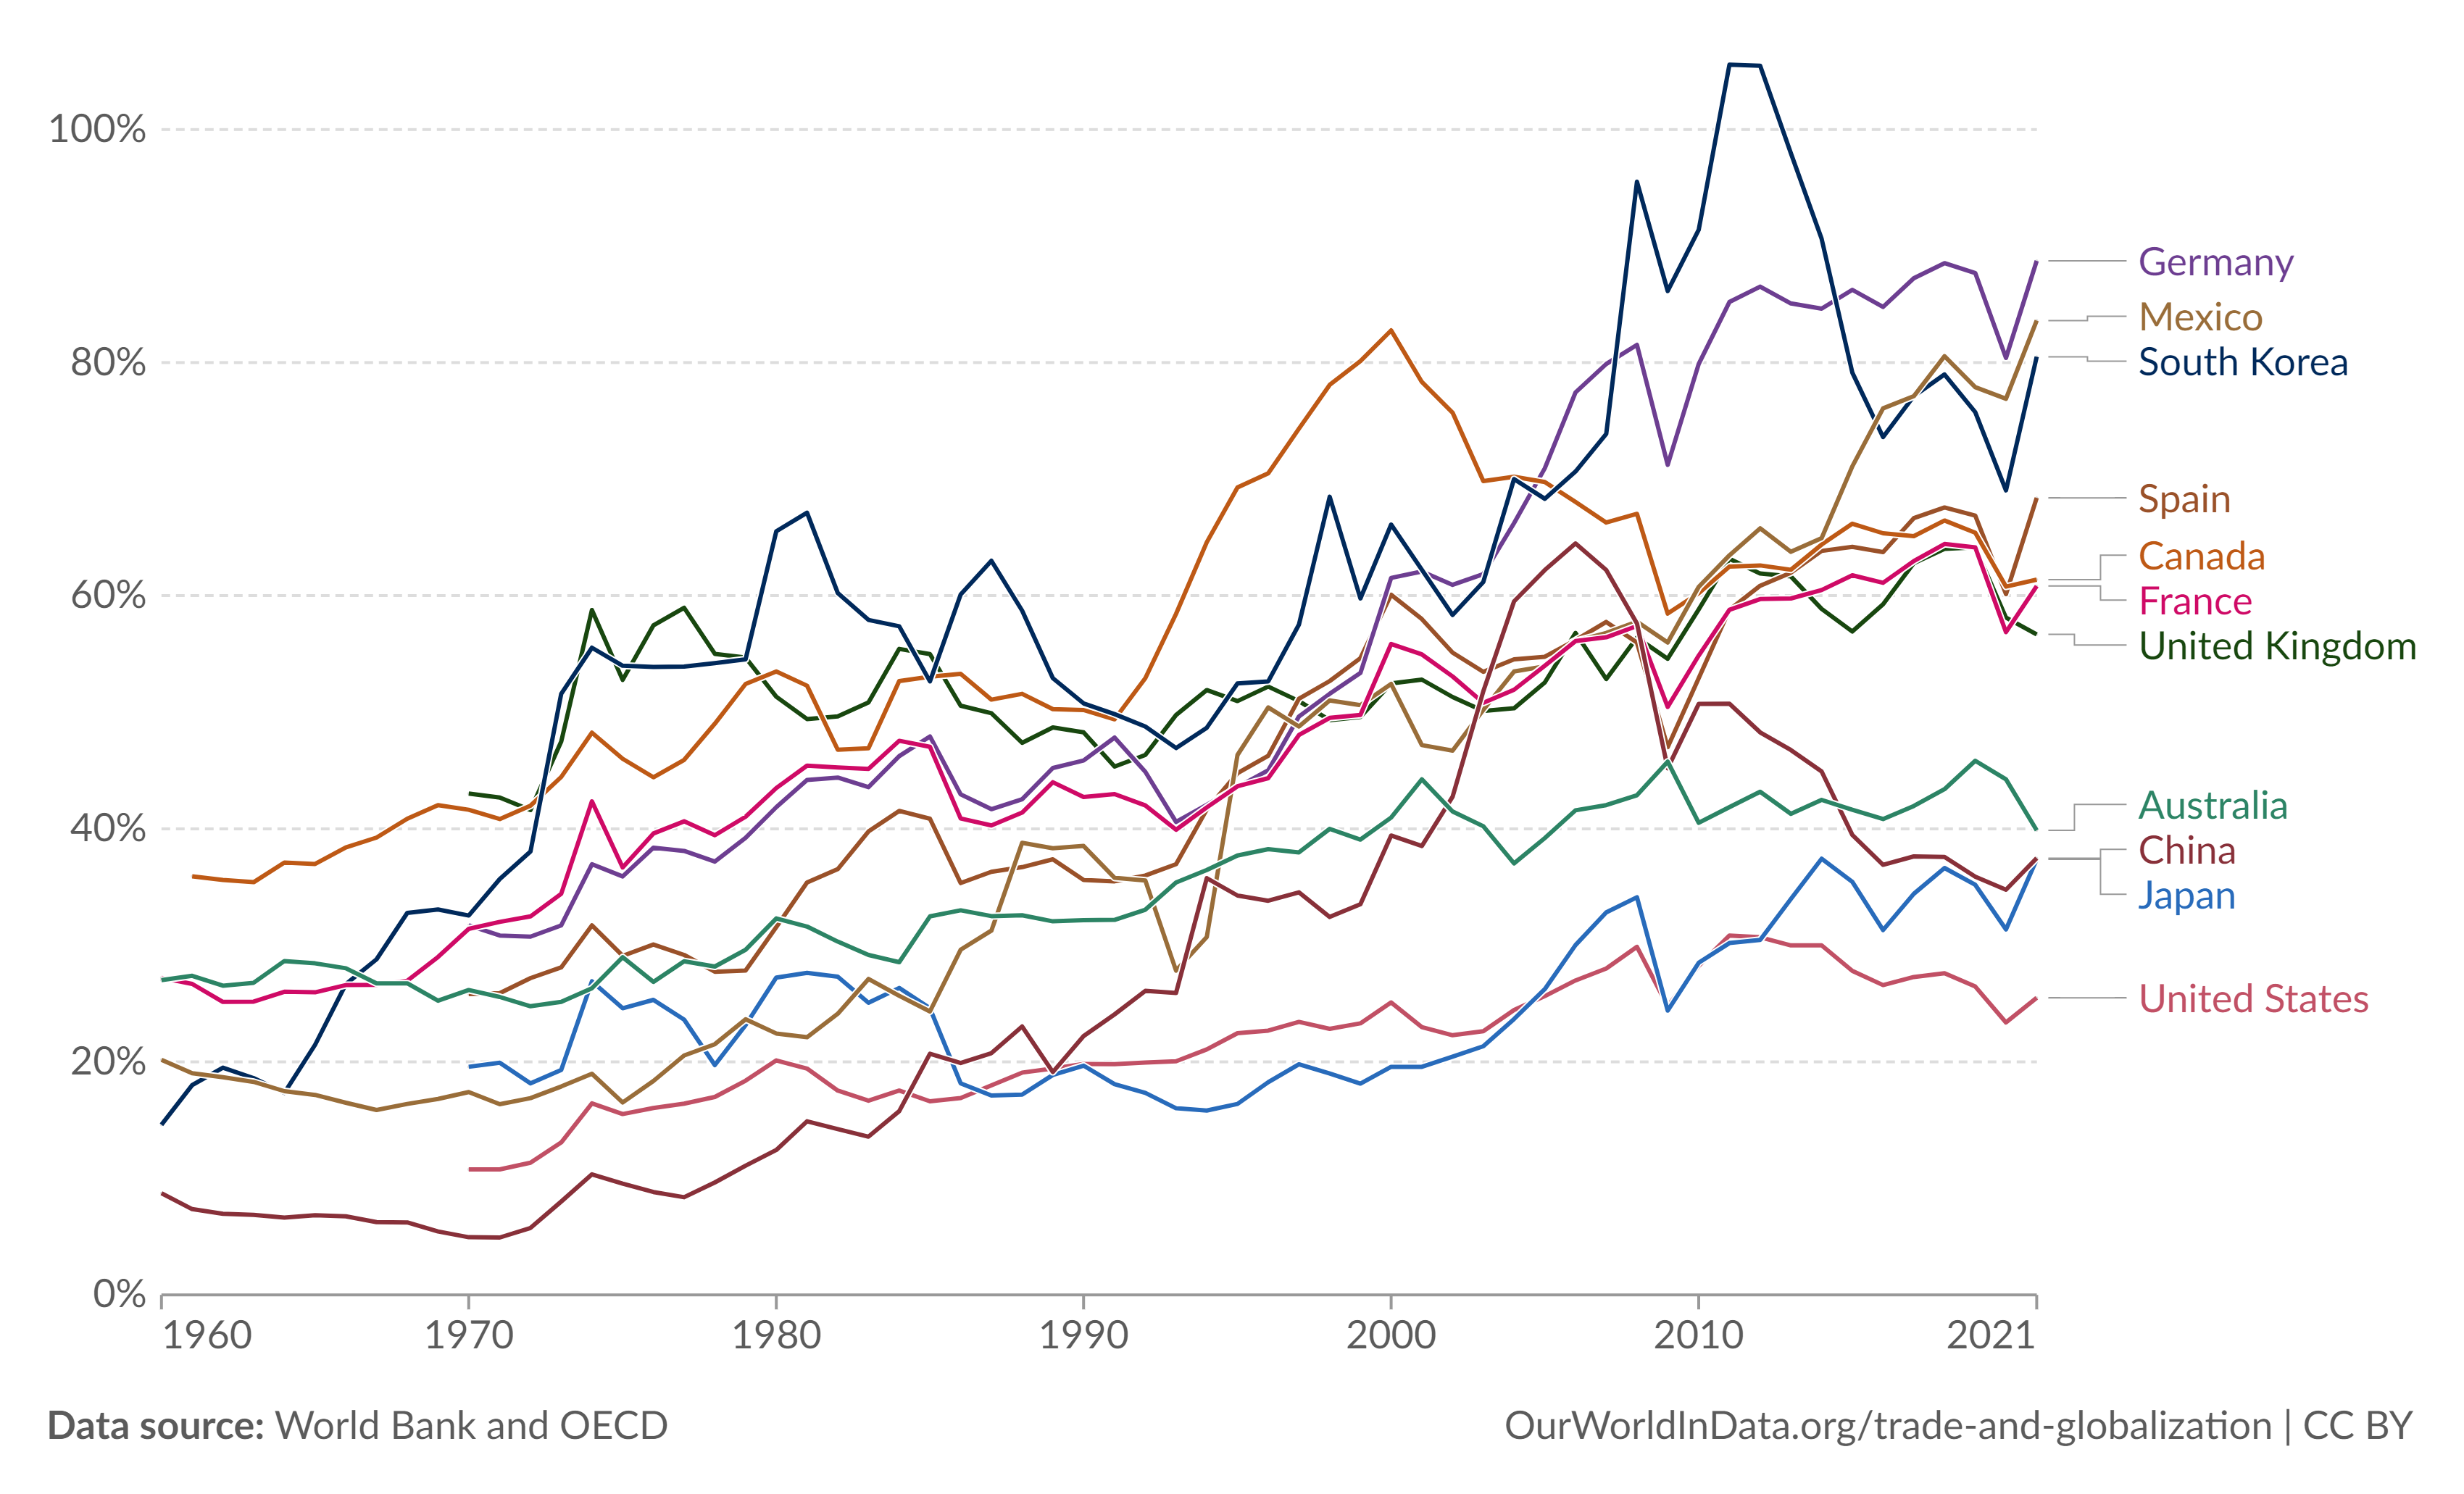 100%
80%
60%
40%
20%
0%
1960 1970 1980 1990 2000 2010 2021
Germany
Mexico
South Korea
Spain
Canada
France
United Kingdom
Australia
China
Japan
United States
Data source: World Bank and OECD
OurWorldInData.org/trade-and-globalization | CC BY